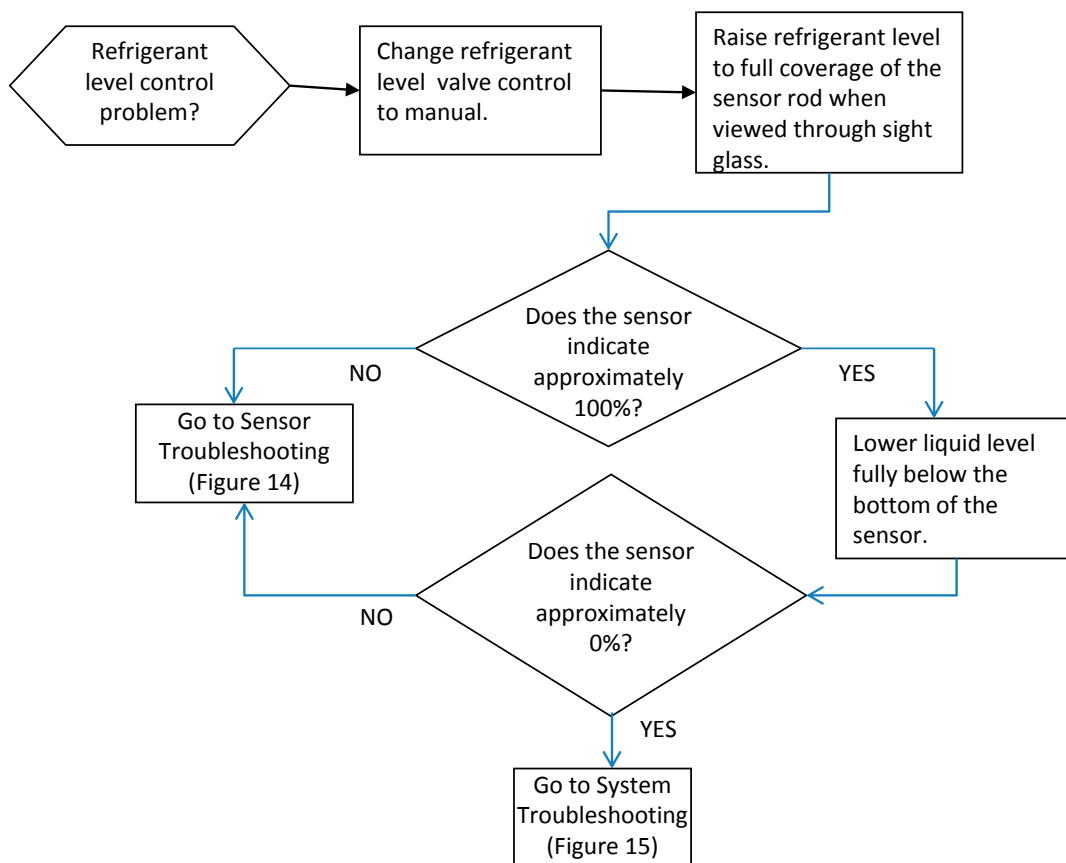 Refrigerant
level control
problem?
Change refrigerant
level valve control
to manual.
Raise refrigerant level
to full coverage of the
sensor rod when
viewed through sight
glass.
Does the sensor
indicate
approximately
100%?
NO
YES
Go to Sensor
Troubleshooting
(Figure 14)
Lower liquid level
fully below the
bottom of the
sensor.
Does the sensor
indicate
approximately
0%?
NO
YES
Go to System
Troubleshooting
(Figure 15)